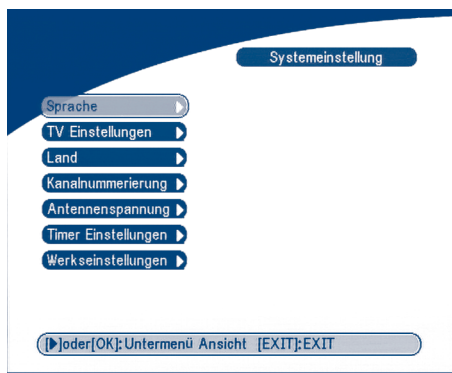 Systemeinstellung
Sprache
TV Einstellungen
Land
Kanalnummerierung
Antennenspannung
Timer Einstellungen
Werkseinstellungen
[▶]oder[OK]:Untermenü Ansicht [EXIT]:EXIT